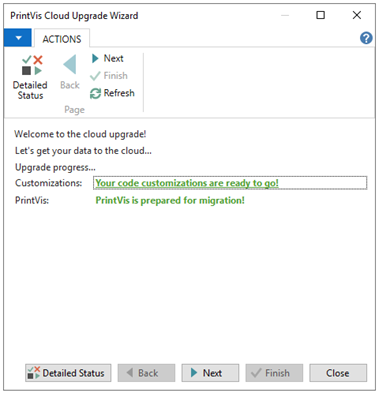 PrintVis Cloud Upgrade Wizard
ACTIONS
Detailed Status
Back
Next
Finish
Refresh
Page
Welcome to the cloud upgrade!
Let's get your data to the cloud...
Upgrade progress...
Customizations: Your code customizations are ready to go!
PrintVis: PrintVis is prepared for migration!
Detailed Status Back Next Finish Close